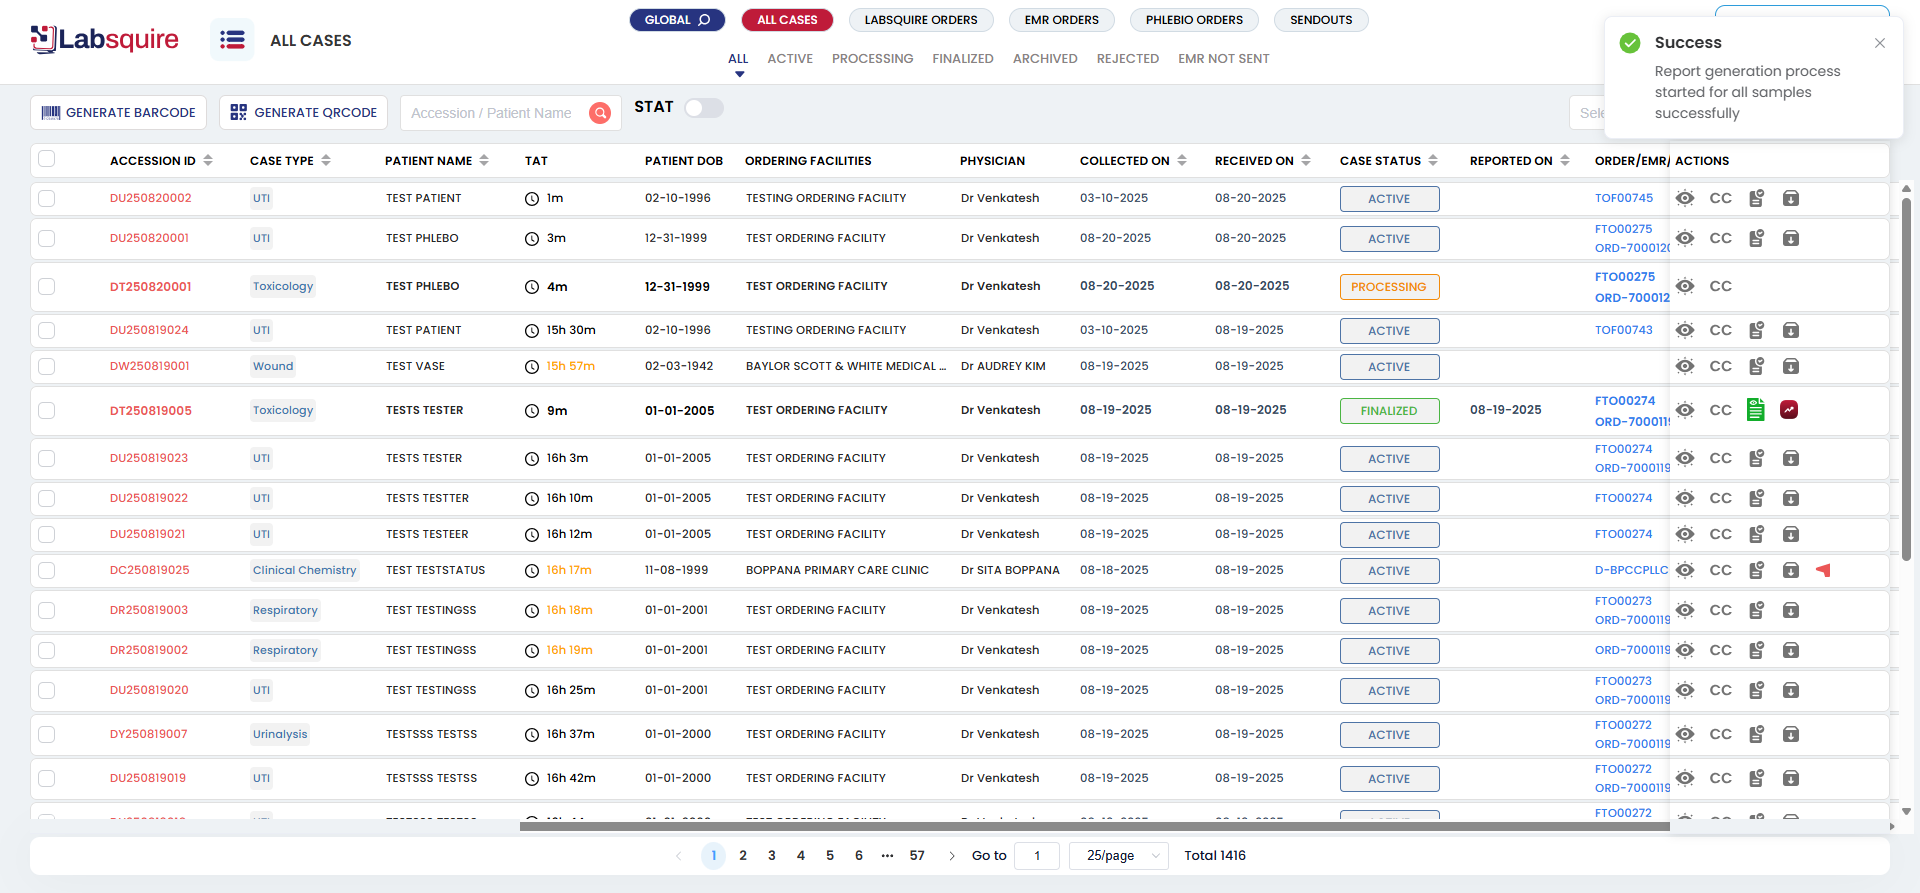 Labsquire
ALL CASES
GLOBAL
ALL CASES
LABSQUIRE ORDERS
EMR ORDERS
PHLEBIO ORDERS
SENDOUTS
ALL ACTIVE PROCESSING FINALIZED ARCHIVED REJECTED EMR NOT SENT
Success
Report generation process
started for all samples
successfully
GENERATE BARCODE
GENERATE QRCODE
Accession / Patient Name
STAT
ACCESSION ID CASE TYPE PATIENT NAME TAT PATIENT DOB ORDERING FACILITIES PHYSICIAN COLLECTED ON RECEIVED ON CASE STATUS REPORTED ON ORDER/EMR/ ACTIONS
DU250820002 UTI TEST PATIENT 1m 02-10-1996 TESTING ORDERING FACILITY Dr Venkatesh 03-10-2025 08-20-2025 ACTIVE TOF00745 CC
DU250820001 UTI TEST PHLEBO 3m 12-31-1999 TEST ORDERING FACILITY Dr Venkatesh 08-20-2025 08-20-2025 ACTIVE FTO00275 CC
ORD-7000120
DT250820001 Toxicology TEST PHLEBO 4m 12-31-1999 TEST ORDERING FACILITY Dr Venkatesh 08-20-2025 08-20-2025 PROCESSING FTO00275 CC
ORD-700012
DU250819024 UTI TEST PATIENT 15h 30m 02-10-1996 TESTING ORDERING FACILITY Dr Venkatesh 03-10-2025 08-19-2025 ACTIVE TOF00743 CC
DW250819001 Wound TEST VASE 15h 57m 02-03-1942 BAYLOR SCOTT & WHITE MEDICAL ... Dr AUDREY KIM 08-19-2025 08-19-2025 ACTIVE CC
DT250819005 Toxicology TESTS TESTER 9m 01-01-2005 TEST ORDERING FACILITY Dr Venkatesh 08-19-2025 08-19-2025 FINALIZED 08-19-2025 FTO00274 CC
ORD-7000119
DU250819023 UTI TESTS TESTER 16h 3m 01-01-2005 TEST ORDERING FACILITY Dr Venkatesh 08-19-2025 08-19-2025 ACTIVE FTO00274 CC
ORD-7000119
DU250819022 UTI TESTS TESTTER 16h 10m 01-01-2005 TEST ORDERING FACILITY Dr Venkatesh 08-19-2025 08-19-2025 ACTIVE FTO00274 CC
DU250819021 UTI TESTS TESTEER 16h 12m 01-01-2005 TEST ORDERING FACILITY Dr Venkatesh 08-19-2025 08-19-2025 ACTIVE FTO00274 CC
DC250819025 Clinical Chemistry TEST TESTSTATUS 16h 17m 11-08-1999 BOPPANA PRIMARY CARE CLINIC Dr SITA BOPPANA 08-18-2025 08-19-2025 ACTIVE D-BPCCPLLC CC
DR250819003 Respiratory TEST TESTINGSS 16h 18m 01-01-2001 TEST ORDERING FACILITY Dr Venkatesh 08-19-2025 08-19-2025 ACTIVE FTO00273 CC
ORD-7000119
DR250819002 Respiratory TEST TESTINGSS 16h 19m 01-01-2001 TEST ORDERING FACILITY Dr Venkatesh 08-19-2025 08-19-2025 ACTIVE ORD-7000119 CC
DU250819020 UTI TEST TESTINGSS 16h 25m 01-01-2001 TEST ORDERING FACILITY Dr Venkatesh 08-19-2025 08-19-2025 ACTIVE FTO00273 CC
ORD-7000119
DY250819007 Urinalysis TESTSSS TESTSS 16h 37m 01-01-2000 TEST ORDERING FACILITY Dr Venkatesh 08-19-2025 08-19-2025 ACTIVE FTO00272 CC
ORD-7000119
DU250819019 UTI TESTSSS TESTSS 16h 42m 01-01-2000 TEST ORDERING FACILITY Dr Venkatesh 08-19-2025 08-19-2025 ACTIVE FTO00272 CC
ORD-7000119
FTO00272
1 2 3 4 5 6 ••• 57 Go to 1 25/page Total 1416